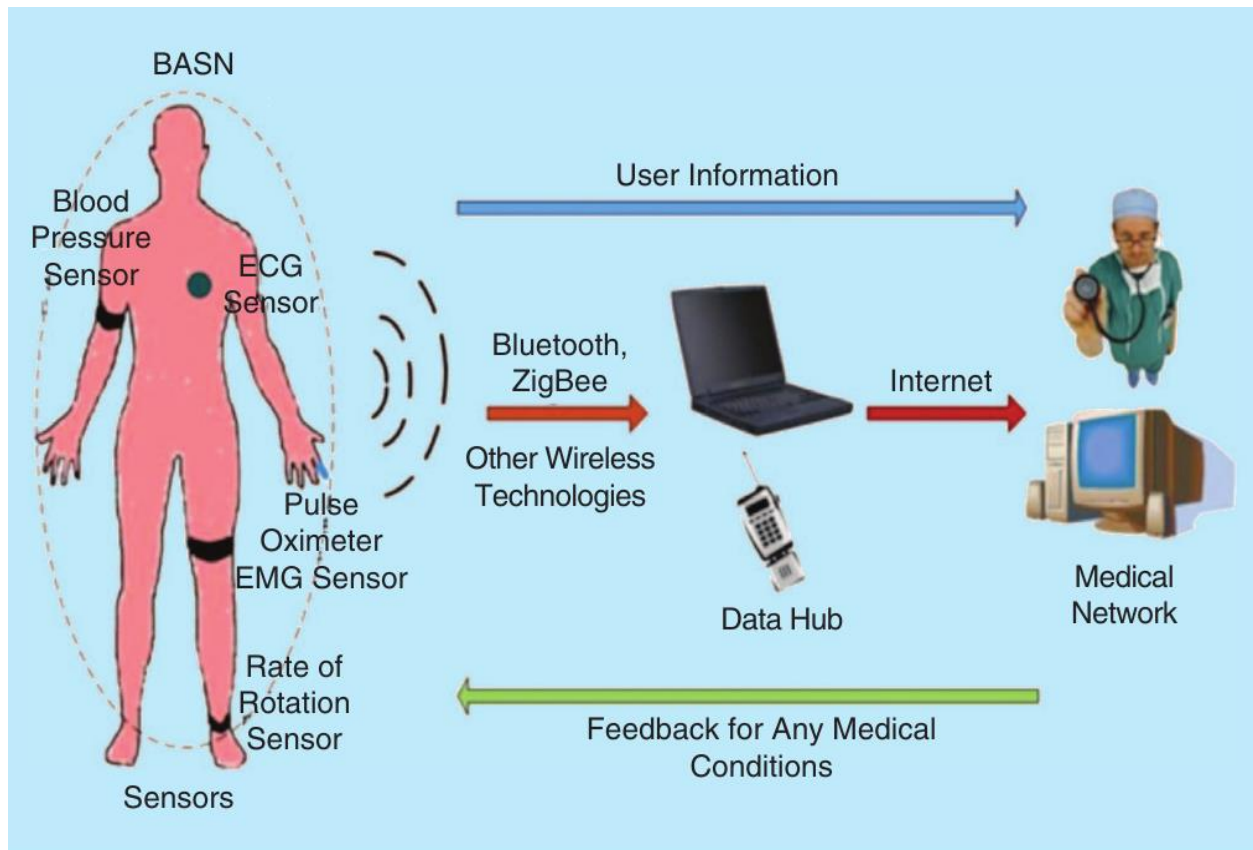 BASN
Blood
Pressure
Sensor
ECG
Sensor
Pulse
Oximeter
EMG Sensor
Rate of
Rotation
Sensor
Sensors
User Information
Bluetooth,
ZigBee
Other Wireless
Technologies
Internet
Data Hub
Medical
Network
Feedback for Any Medical
Conditions